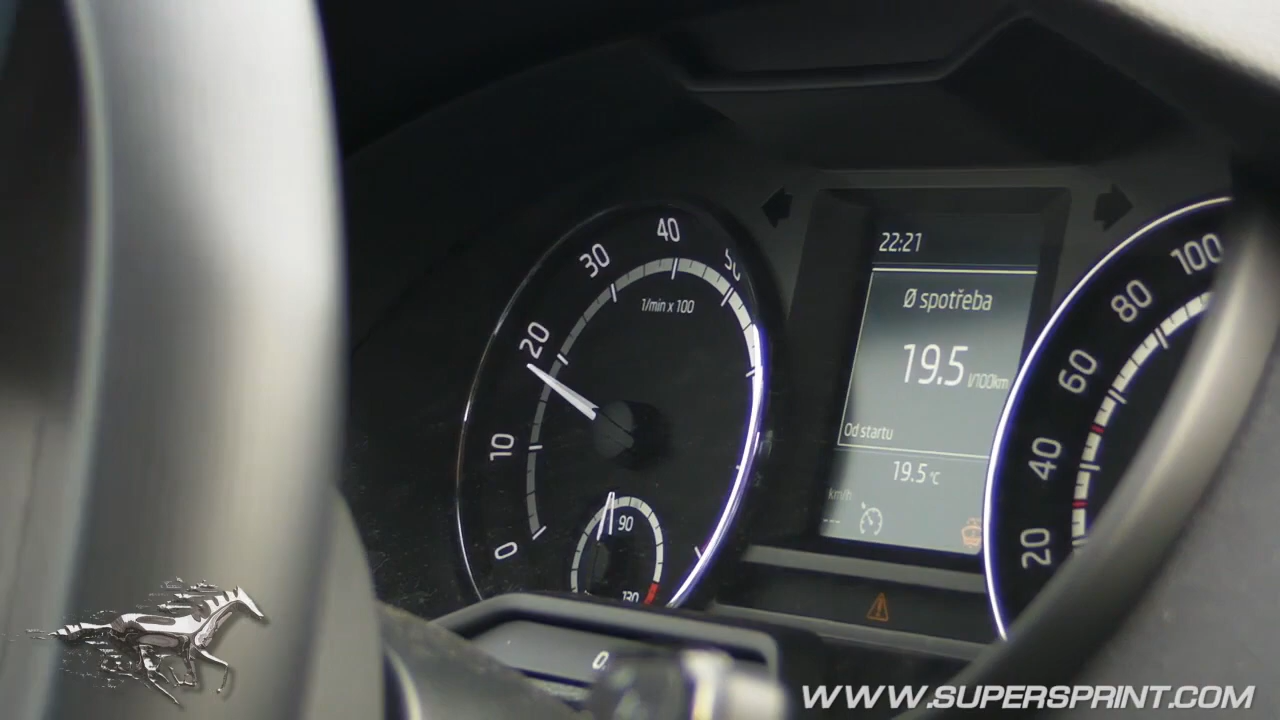 0
10
20
30
40
50
1/min x 100
90
130
22:21
Ø spotřeba
19.5 l/100km
Od startu
19.5 °C
km/h
---
20
40
60
80
100
WWW.SUPERSPRINT.COM